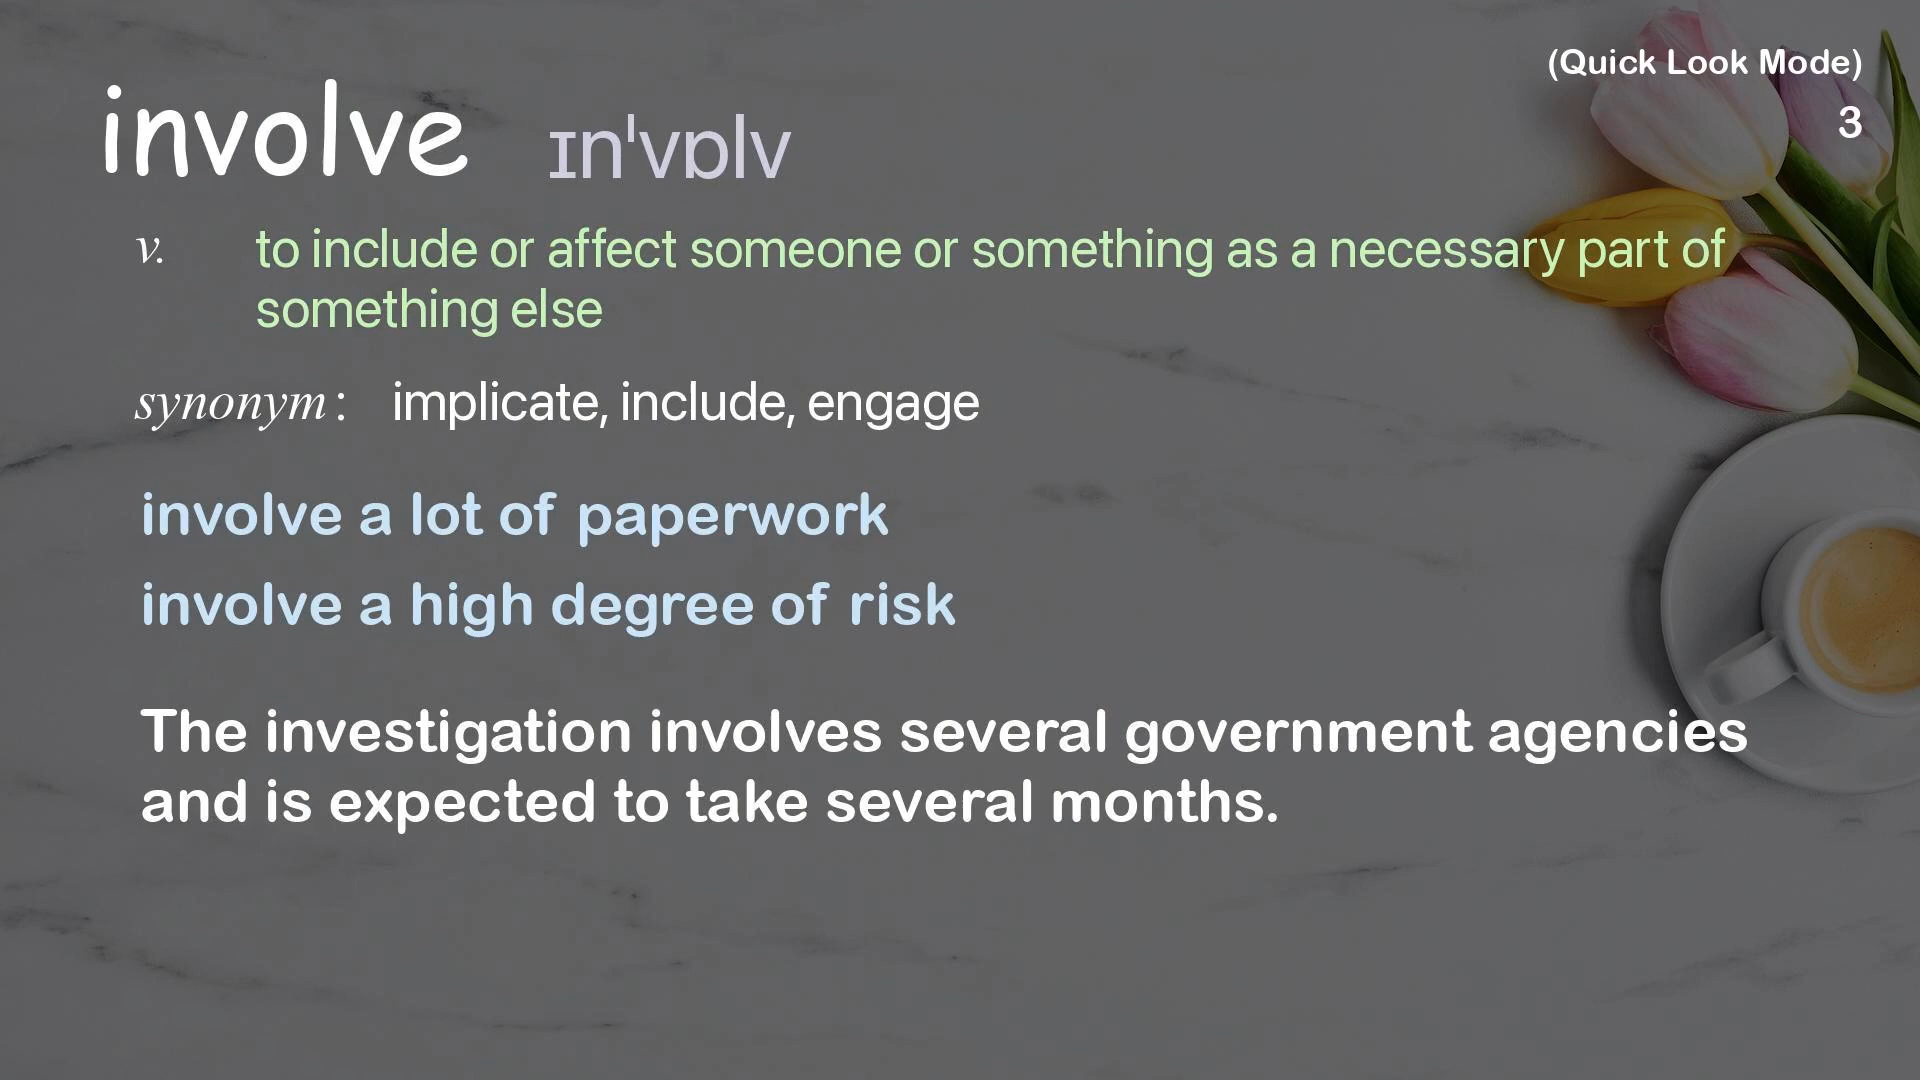 (Quick Look Mode)
3
involve ɪn'vɒlv
v. to include or affect someone or something as a necessary part of
something else
synonym: implicate, include, engage
involve a lot of paperwork
involve a high degree of risk
The investigation involves several government agencies
and is expected to take several months.